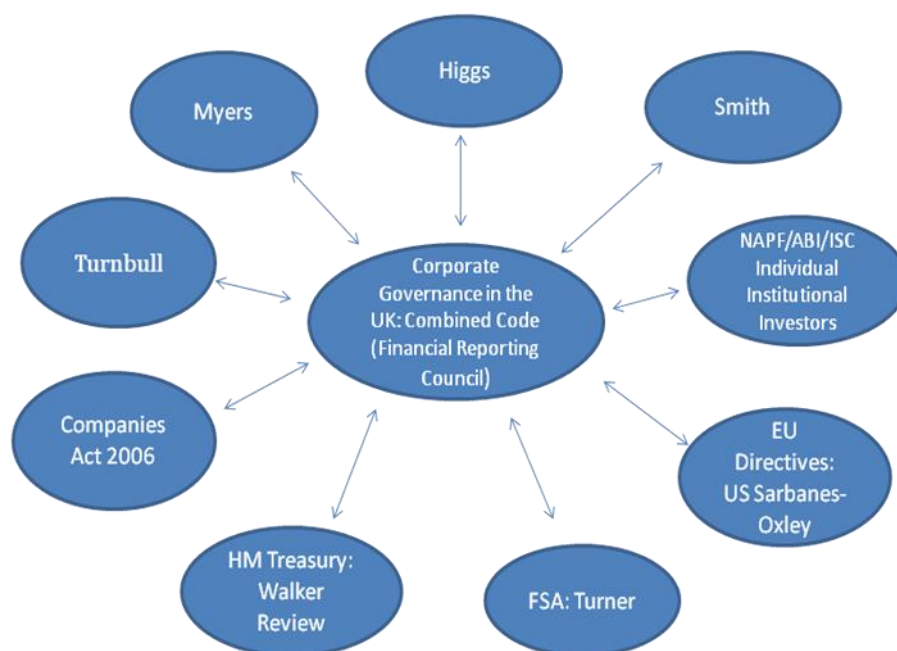 Higgs
Myers
Smith
Turnbull
NAPF/ABI/ISC
Individual
Institutional
Investors
Corporate
Governance in the
UK: Combined Code
(Financial Reporting
Council)
Companies
Act 2006
EU
Directives:
US Sarbanes-
Oxley
HM Treasury:
Walker
Review
FSA: Turner